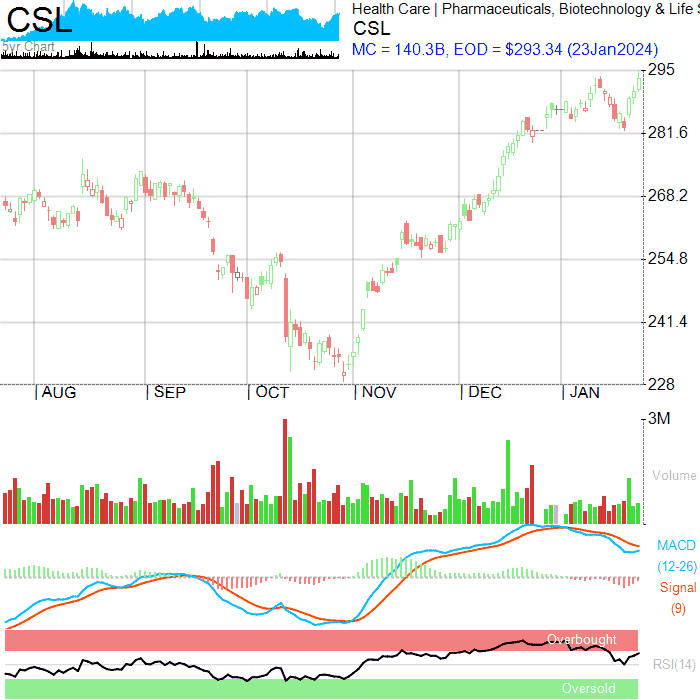 CSL
5yr Chart
Health Care | Pharmaceuticals, Biotechnology & Life S
CSL
MC = 140.3B, EOD = $293.34 (23Jan2024)
295
281.6
268.2
254.8
241.4
228
| AUG | SEP | OCT | NOV | DEC | JAN
3M
Volume
MACD
(12-26)
Signal
(9)
Overbought
RSI(14)
Oversold